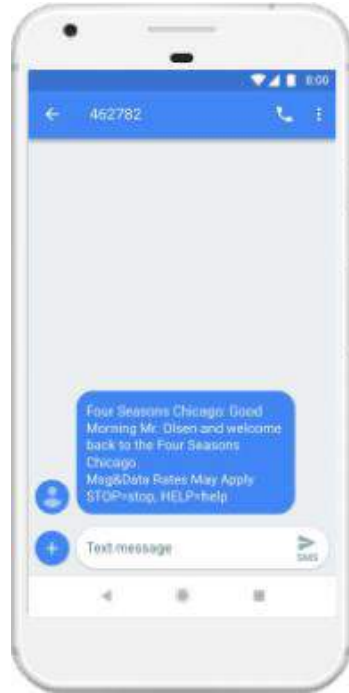 8:00
462782
Four Seasons Chicago: Good
Morning Mr. Olsen and welcome
back to the Four Seasons
Chicago
Msg&Data Rates May Apply
STOP=stop, HELP=help
Text message
SMS